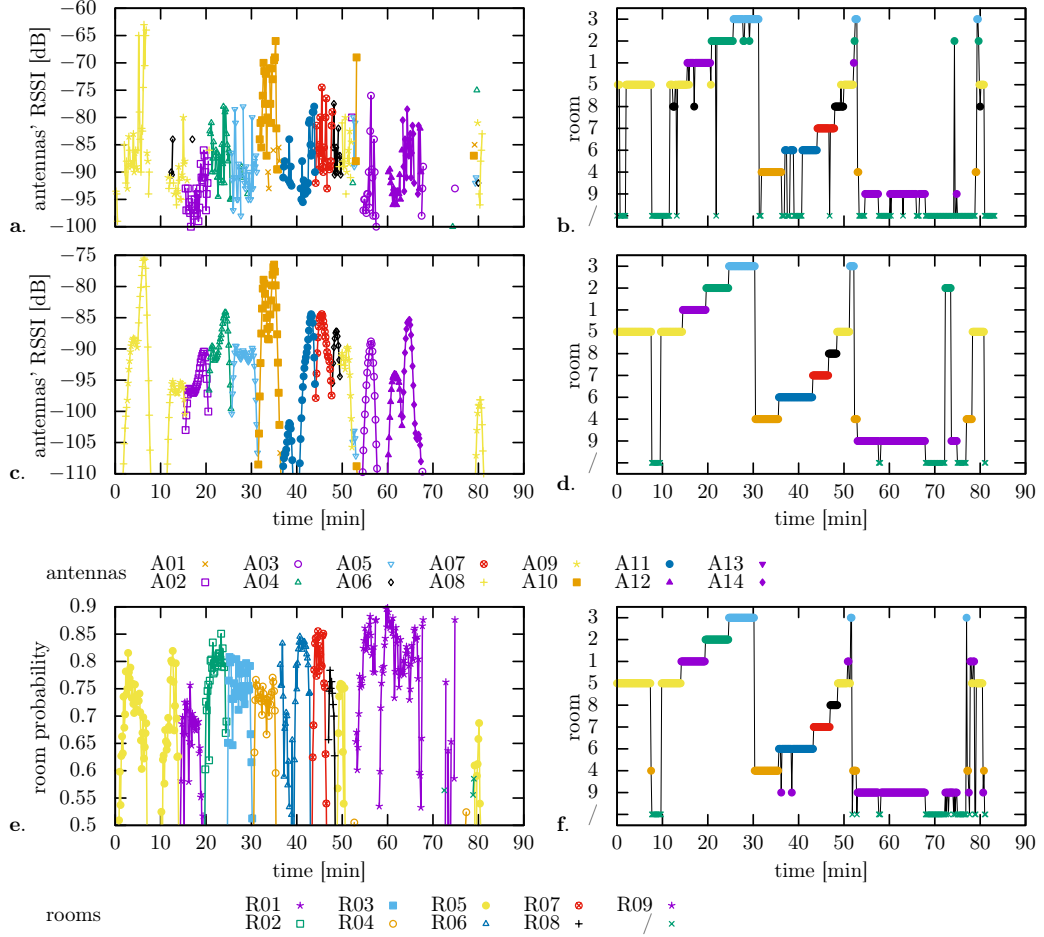 antennas' RSSI [dB]
−60
−65
−70
−75
−80
−85
−90
−95
−100
a.
room
3
2
1
5
8
7
6
4
9
/
b.
antennas' RSSI [dB]
−75
−80
−85
−90
−95
−100
−105
−110
0 10 20 30 40 50 60 70 80 90
time [min]
c.
room
3
2
1
5
8
7
6
4
9
/
0 10 20 30 40 50 60 70 80 90
time [min]
d.
antennas
A01 A03 A05 A07 A09 A11 A13
A02 A04 A06 A08 A10 A12 A14
room probability
0.9
0.85
0.8
0.75
0.7
0.65
0.6
0.55
0.5
0 10 20 30 40 50 60 70 80 90
time [min]
e.
room
3
2
1
5
8
7
6
4
9
/
0 10 20 30 40 50 60 70 80 90
time [min]
f.
rooms
R01 R03 R05 R07 R09
R02 R04 R06 R08 /